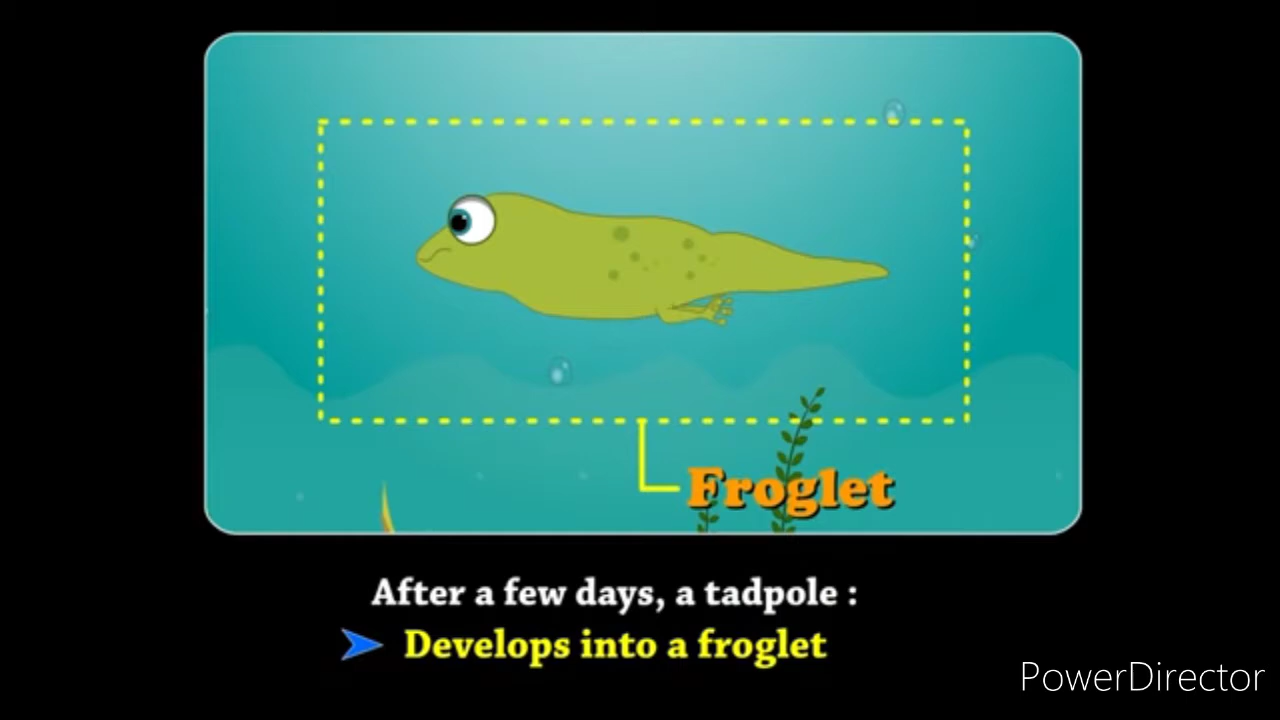 Froglet
After a few days, a tadpole :
Develops into a froglet
PowerDirector